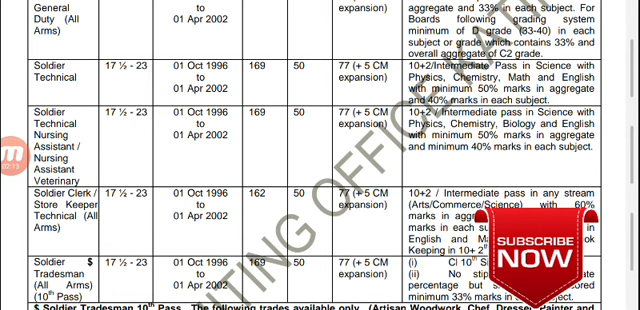 General aggregate and 33% in each subject. For
Duty (All 01 Apr 2002 expansion) Boards following grading system
Arms) minimum of D grade (33-40) in each
subject or grade which contains 33% and
overall aggregate of C2 grade.
Soldier 17 ½ - 23 01 Oct 1996 169 50 77 (+ 5 CM 10+2/Intermediate Pass in Science with
Technical to expansion) Physics, Chemistry, Math and English
01 Apr 2002 with minimum 50% marks in aggregate
and 40% marks in each subject.
Soldier 17 ½ - 23 01 Oct 1996 169 50 77 (+ 5 CM 10+2 / Intermediate pass in Science with
Technical to expansion) Physics, Chemistry, Biology and English
Nursing 01 Apr 2002 with minimum 50% marks in aggregate
Assistant / and minimum 40% marks in each subject.
Nursing
Assistant
Veterinary
Soldier Clerk / 17 ½ - 23 01 Oct 1996 162 50 77 (+ 5 CM 10+2 / Intermediate pass in any stream
Store Keeper to expansion) (Arts/Commerce/Science) with 60%
Technical (All 01 Apr 2002 marks in
Arms) marks in each in
English and
Keeping in 10+ 2
Soldier $ 17 ½ - 23 01 Oct 1996 169 50 77 (+ 5 CM (i) 10th
Tradesman to expansion) (ii) No
(All Arms) 01 Apr 2002 percentage but
(10th Pass) minimum 33% marks in
$ Soldier Tradesman 10th Pass. The following trades available only (Artisan Woodwork, Chef, Dresser, Painter and
SUBSCRIBE
NOW
02:13